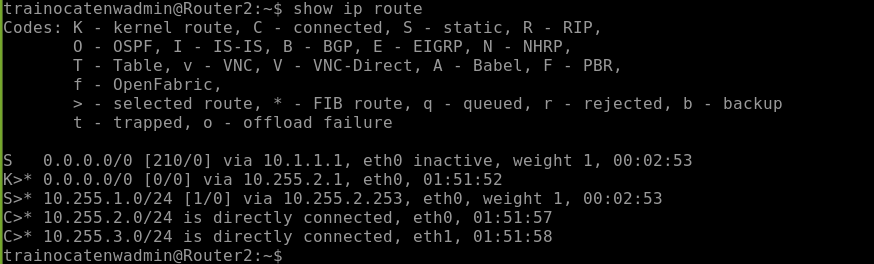 trainocatenwadmin@Router2:~$ show ip route
Codes: K - kernel route, C - connected, S - static, R - RIP,
       O - OSPF, I - IS-IS, B - BGP, E - EIGRP, N - NHRP,
       T - Table, v - VNC, V - VNC-Direct, A - Babel, F - PBR,
       f - OpenFabric,
       > - selected route, * - FIB route, q - queued, r - rejected, b - backup
       t - trapped, o - offload failure

S   0.0.0.0/0 [210/0] via 10.1.1.1, eth0 inactive, weight 1, 00:02:53
K>* 0.0.0.0/0 [0/0] via 10.255.2.1, eth0, 01:51:52
S>* 10.255.1.0/24 [1/0] via 10.255.2.253, eth0, weight 1, 00:02:53
C>* 10.255.2.0/24 is directly connected, eth0, 01:51:57
C>* 10.255.3.0/24 is directly connected, eth1, 01:51:58
trainocatenwadmin@Router2:~$